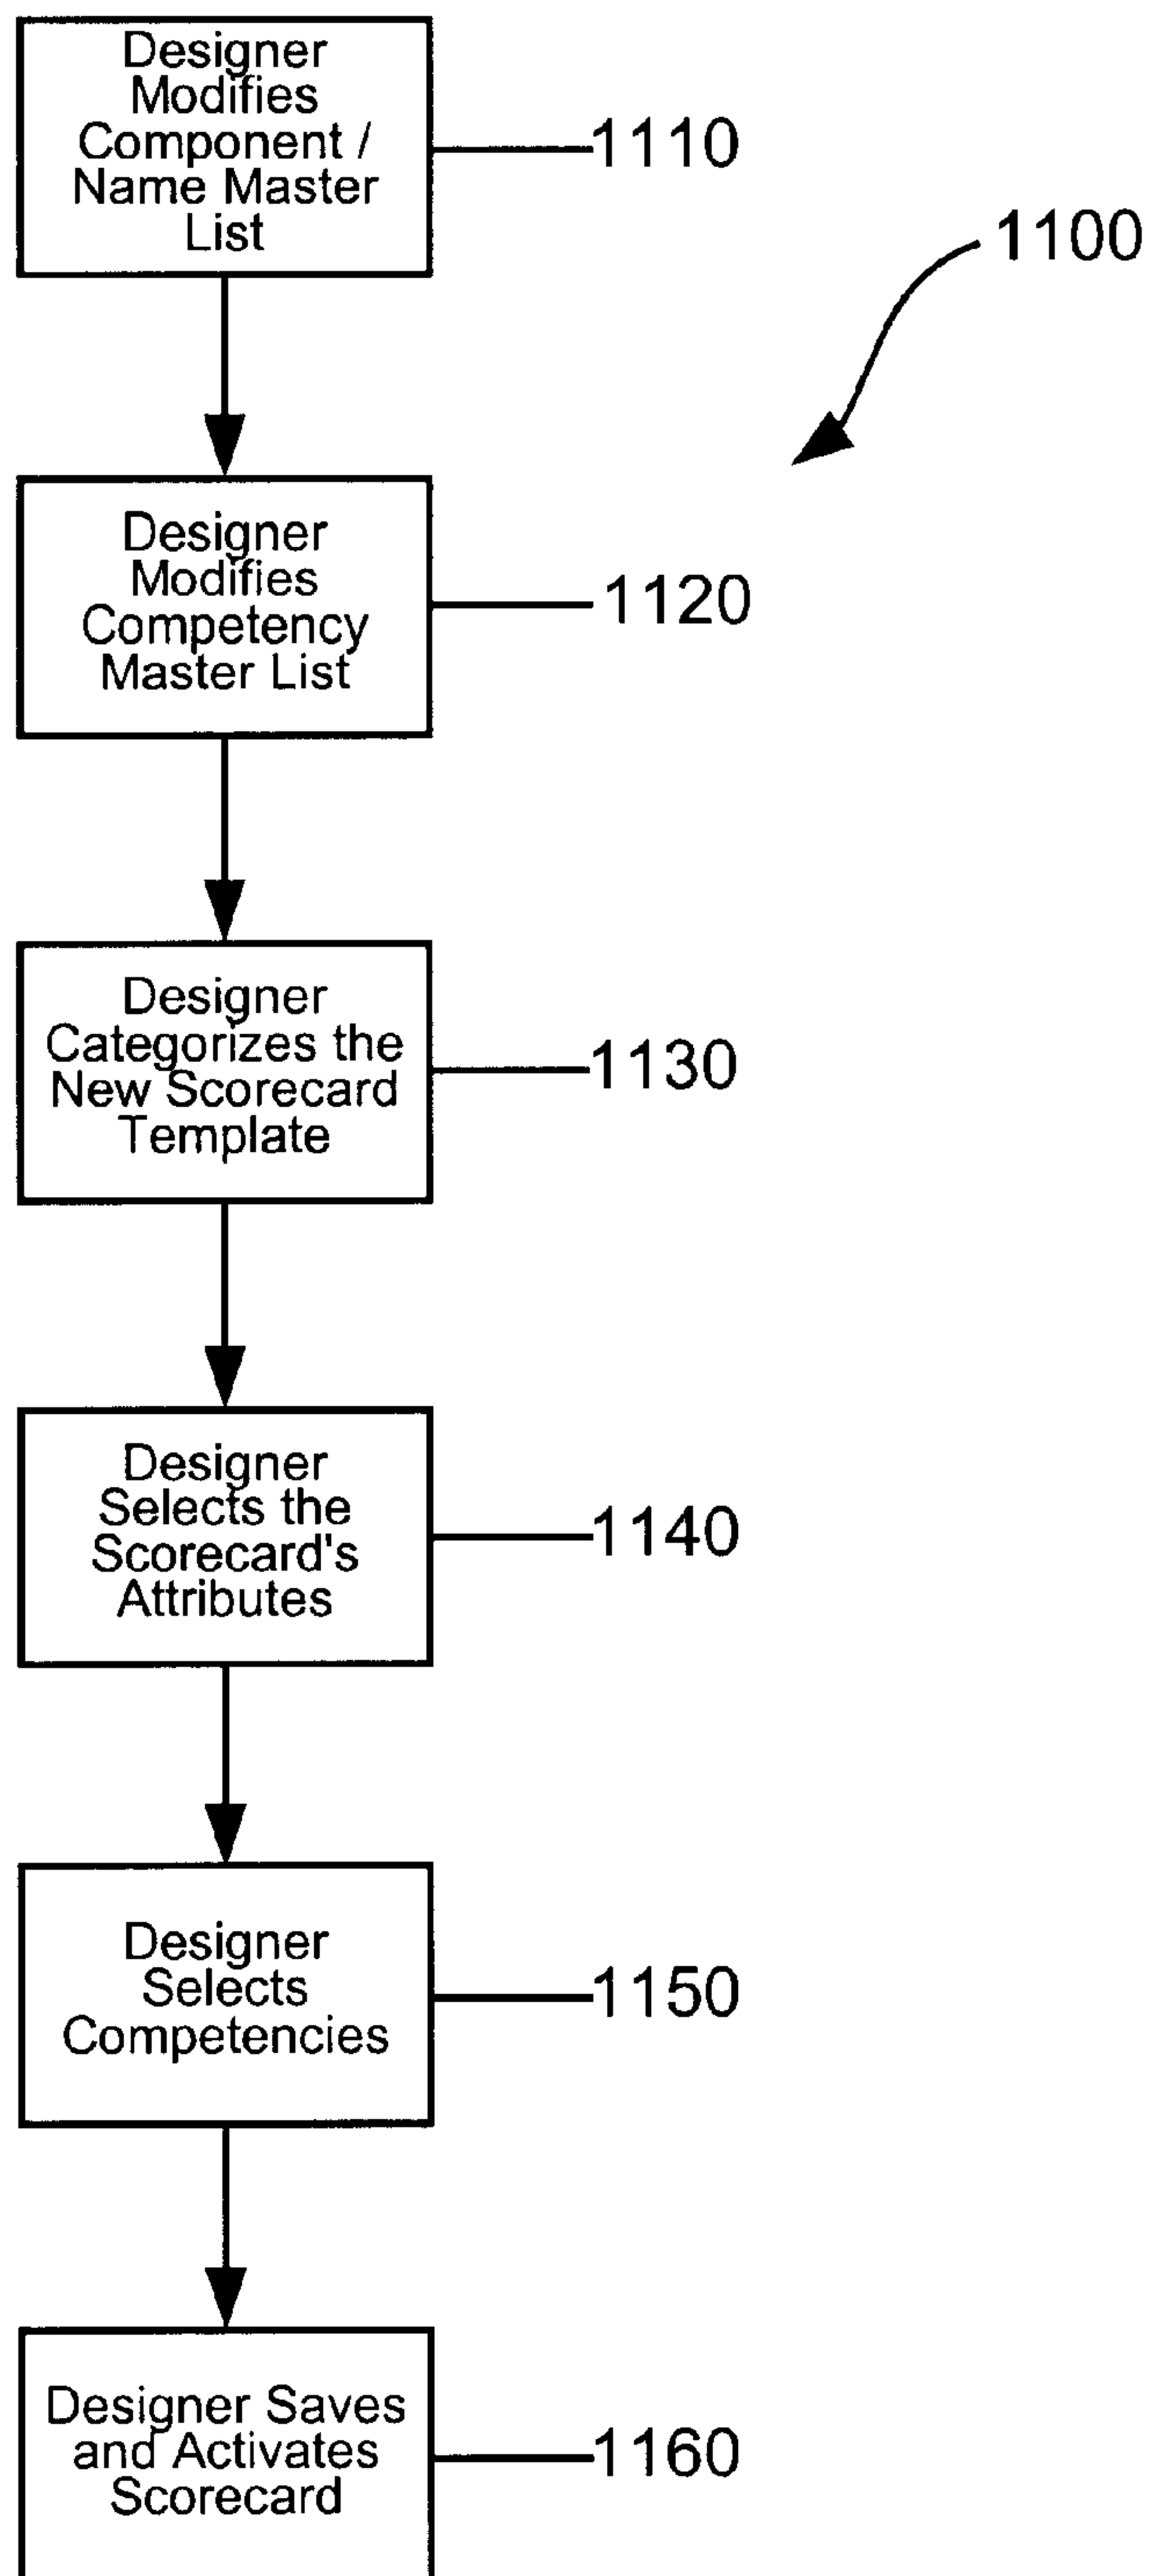 Designer
Modifies
Component /
Name Master
List
1110
1100
Designer
Modifies
Competency
Master List
1120
Designer
Categorizes the
New Scorecard
Template
1130
Designer
Selects the
Scorecard's
Attributes
1140
Designer
Selects
Competencies
1150
Designer Saves
and Activates
Scorecard
1160